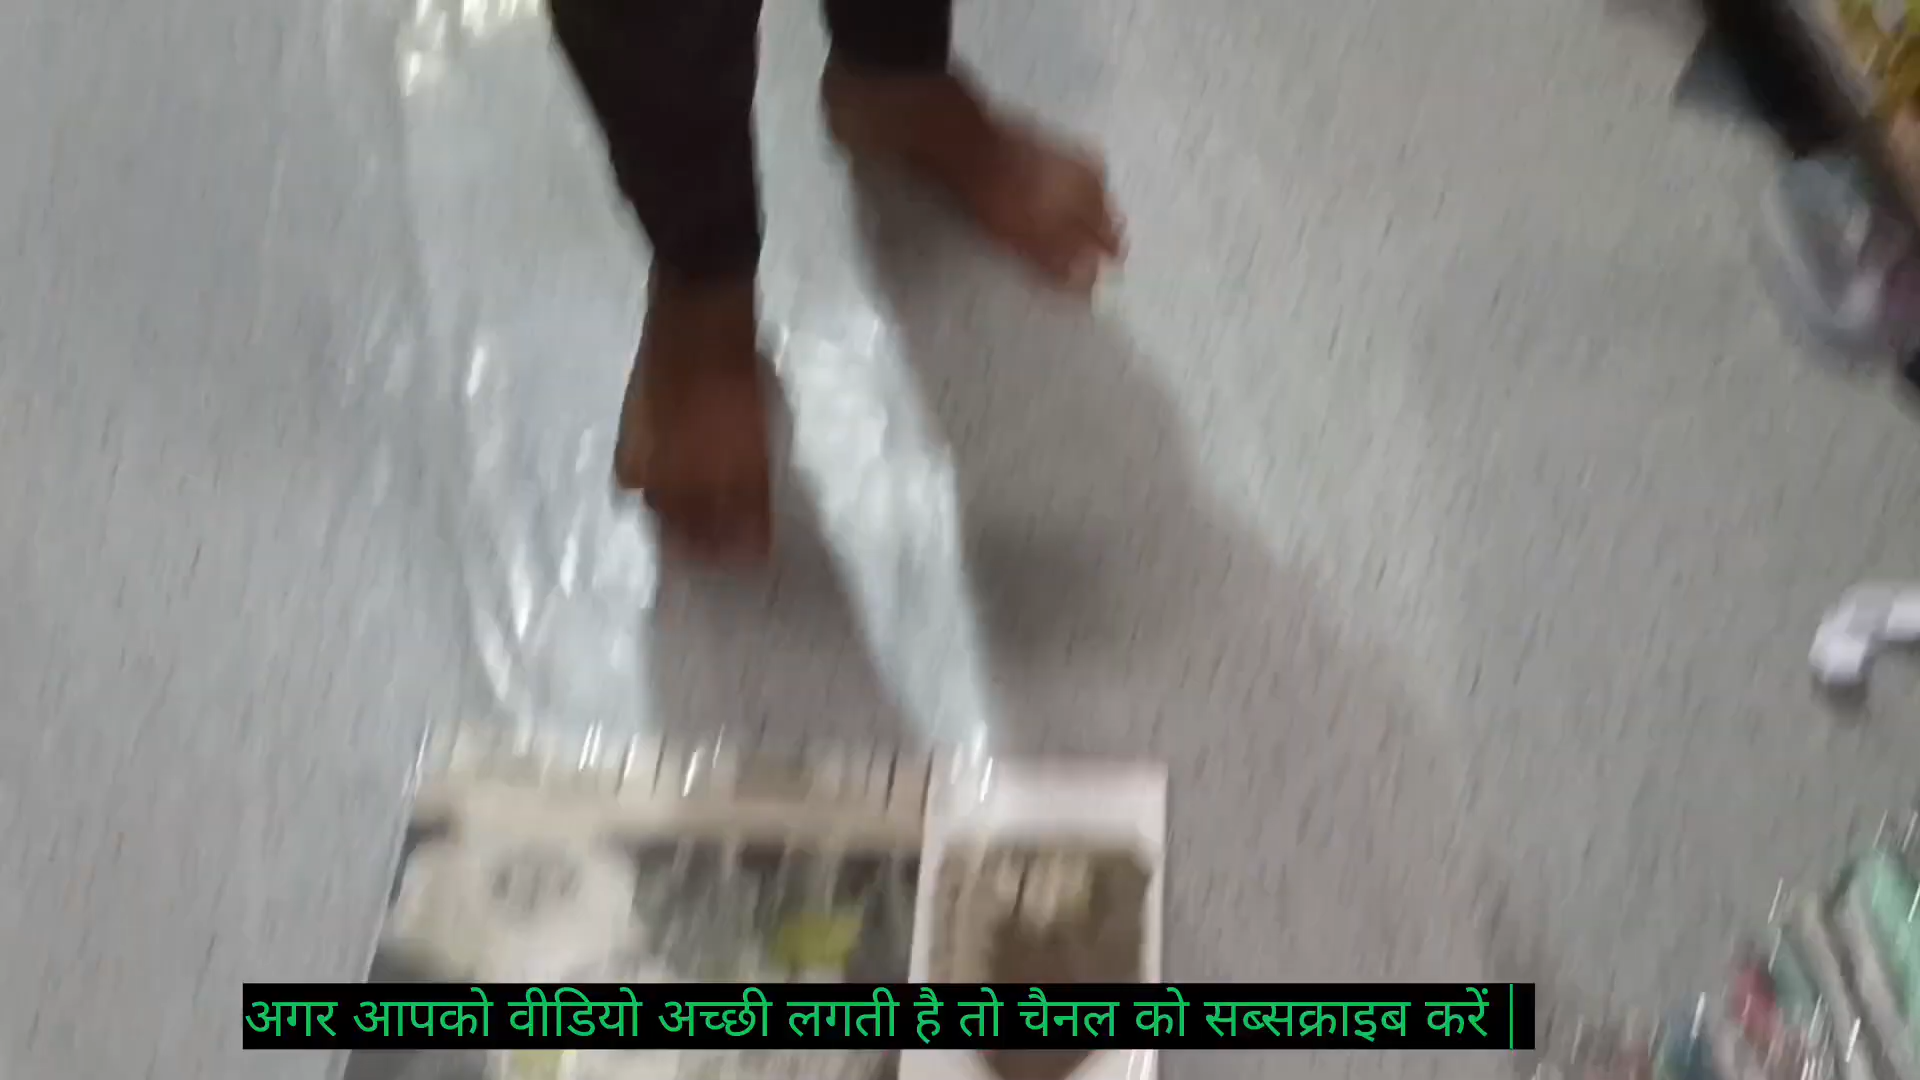 अगर आपको वीडियो अच्छी लगती है तो चैनल को सब्सक्राइब करें |